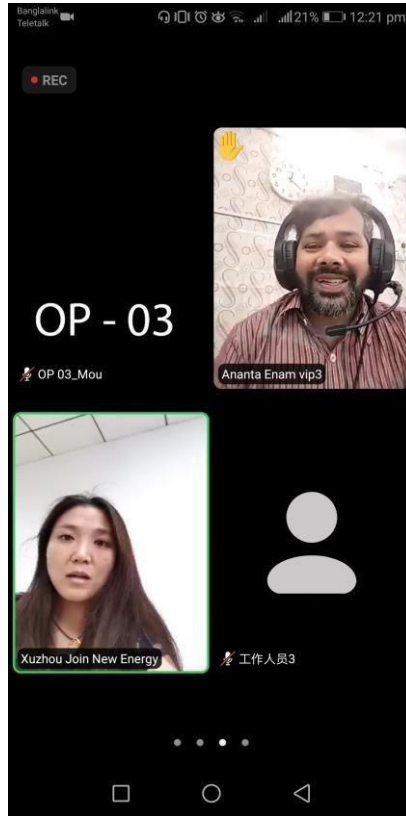 Banglalink
Teletalk
21% 12:21 pm
REC
OP - 03
OP 03_Mou
Ananta Enam vip3
Xuzhou Join New Energy
工作人员3